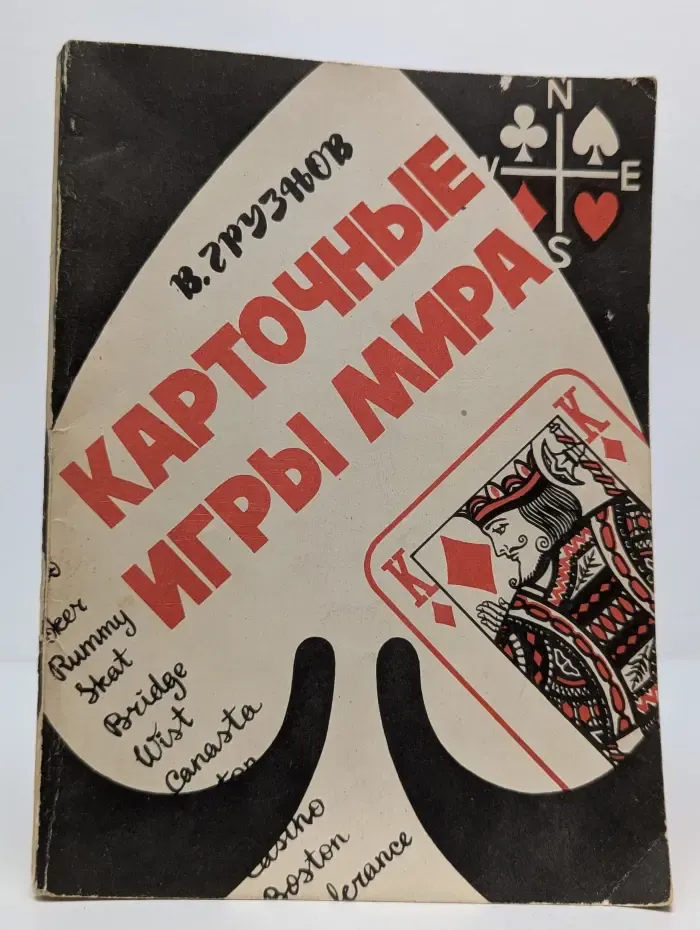 N
E
S
В. ГРУЗНОВ
КАРТОЧНЫЕ
ИГРЫ МИРА
K
K
Rummy
Skat
Bridge
Wist
Canasta
Boston